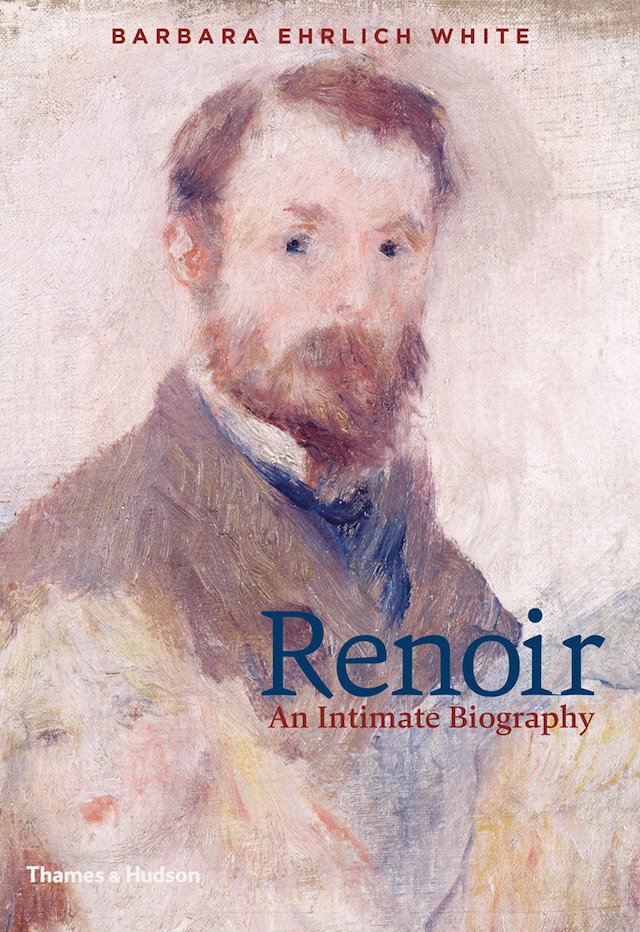 BARBARA EHRLICH WHITE
Renoir
An Intimate Biography
Thames & Hudson